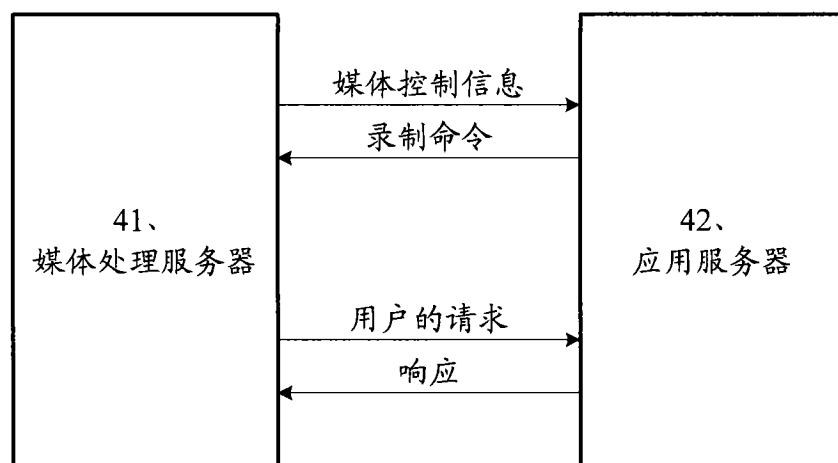 媒体控制信息
录制命令
41、
媒体处理服务器
42、
应用服务器
用户的请求
响应